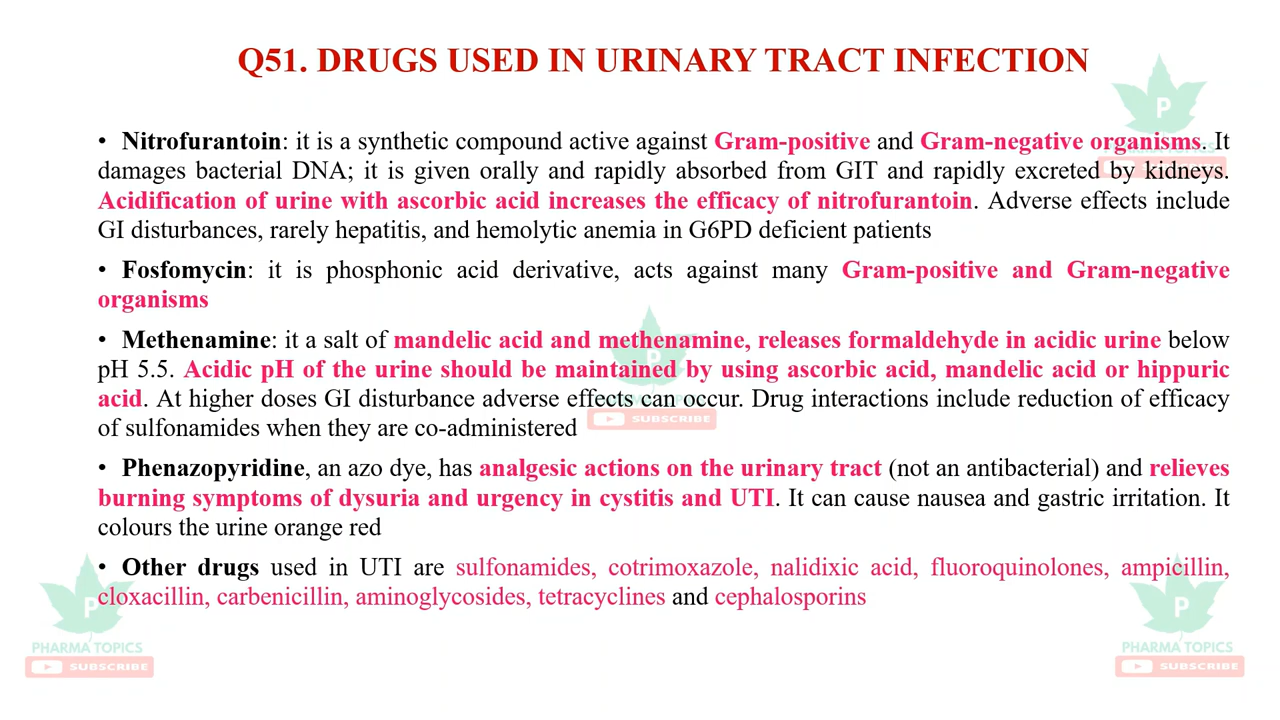 Q51. DRUGS USED IN URINARY TRACT INFECTION
• Nitrofurantoin: it is a synthetic compound active against Gram-positive and Gram-negative organisms. It
damages bacterial DNA; it is given orally and rapidly absorbed from GIT and rapidly excreted by kidneys.
Acidification of urine with ascorbic acid increases the efficacy of nitrofurantoin. Adverse effects include
GI disturbances, rarely hepatitis, and hemolytic anemia in G6PD deficient patients
• Fosfomycin: it is phosphonic acid derivative, acts against many Gram-positive and Gram-negative
organisms
• Methenamine: it a salt of mandelic acid and methenamine, releases formaldehyde in acidic urine below
pH 5.5. Acidic pH of the urine should be maintained by using ascorbic acid, mandelic acid or hippuric
acid. At higher doses GI disturbance adverse effects can occur. Drug interactions include reduction of efficacy
of sulfonamides when they are co-administered
• Phenazopyridine, an azo dye, has analgesic actions on the urinary tract (not an antibacterial) and relieves
burning symptoms of dysuria and urgency in cystitis and UTI. It can cause nausea and gastric irritation. It
colours the urine orange red
• Other drugs used in UTI are sulfonamides, cotrimoxazole, nalidixic acid, fluoroquinolones, ampicillin,
cloxacillin, carbenicillin, aminoglycosides, tetracyclines and cephalosporins
P
SUBSCRIBE
P
SUBSCRIBE
P
PHARMA TOPICS
SUBSCRIBE
P
PHARMA TOPICS
SUBSCRIBE